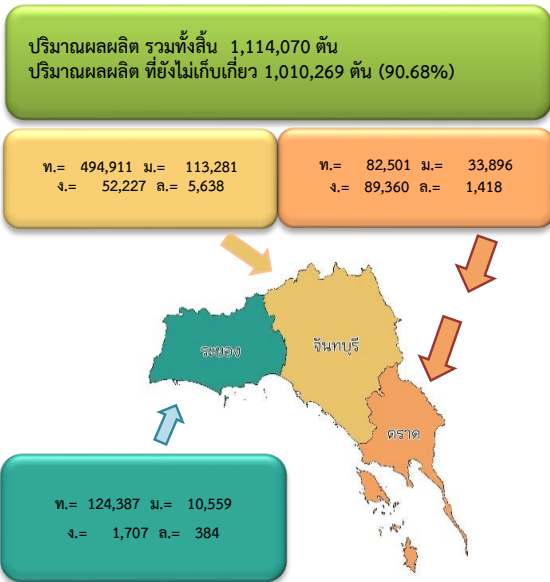 ปริมาณผลผลิต รวมทั้งสิ้น 1,114,070 ตัน
ปริมาณผลผลิต ที่ยังไม่เก็บเกี่ยว 1,010,269 ตัน (90.68%)
ท.= 494,911 ม.= 113,281
ง.= 52,227 ล.= 5,638
ท.= 82,501 ม.= 33,896
ง.= 89,360 ล.= 1,418
ระยอง
จันทบุรี
ตราด
ท.= 124,387 ม.= 10,559
ง.= 1,707 ล.= 384